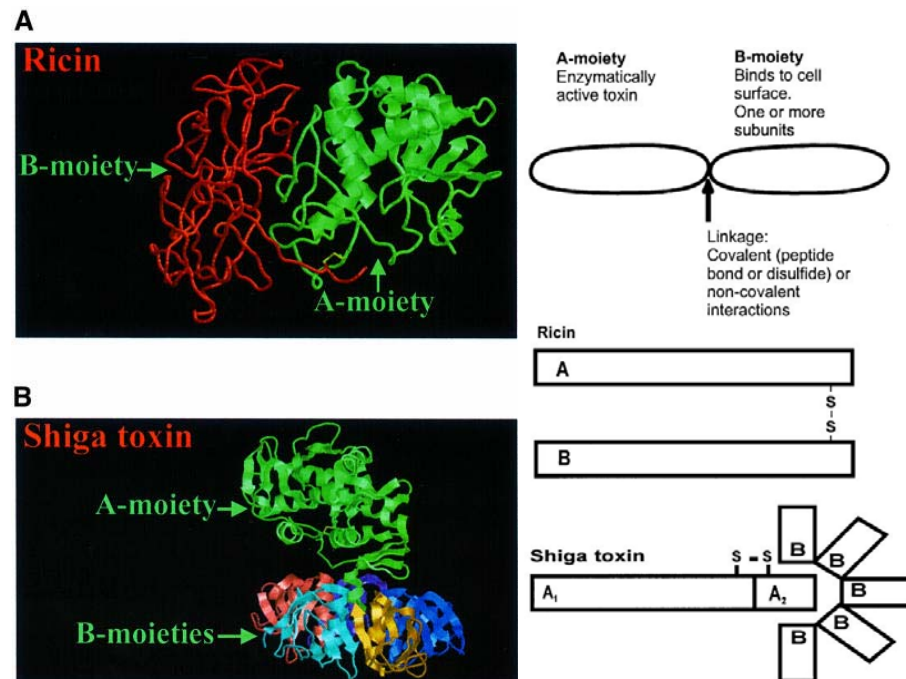 A
Ricin
B-moiety
A-moiety
B
Shiga toxin
A-moiety
B-moieties
A-moiety
Enzymatically
active toxin
B-moiety
Binds to cell
surface.
One or more
subunits
Linkage:
Covalent (peptide
bond or disulfide) or
non-covalent
interactions
Ricin
A
S
S
B
Shiga toxin
S - S
A₁
A₂
B
B
B
B
B